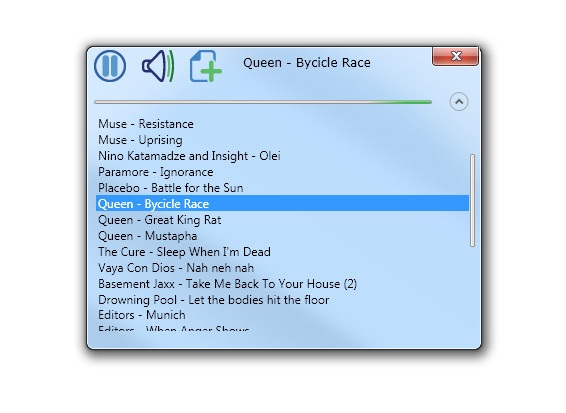 Queen - Bycicle Race
Muse - Resistance
Muse - Uprising
Nino Katamadze and Insight - Olei
Paramore - Ignorance
Placebo - Battle for the Sun
Queen - Bycicle Race
Queen - Great King Rat
Queen - Mustapha
The Cure - Sleep When I'm Dead
Vaya Con Dios - Nah neh nah
Basement Jaxx - Take Me Back To Your House (2)
Drowning Pool - Let the bodies hit the floor
Editors - Munich
Editors - When Anger Shows